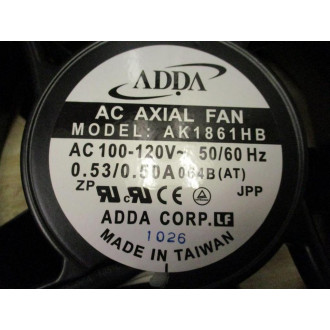 ADDA
AC AXIAL FAN
MODEL: AK1861HB
AC 100-120V~ 50/60 Hz
0.53/0.50A 064B(AT)
ZP JPP
ADDA CORP. LF
1026
MADE IN TAIWAN